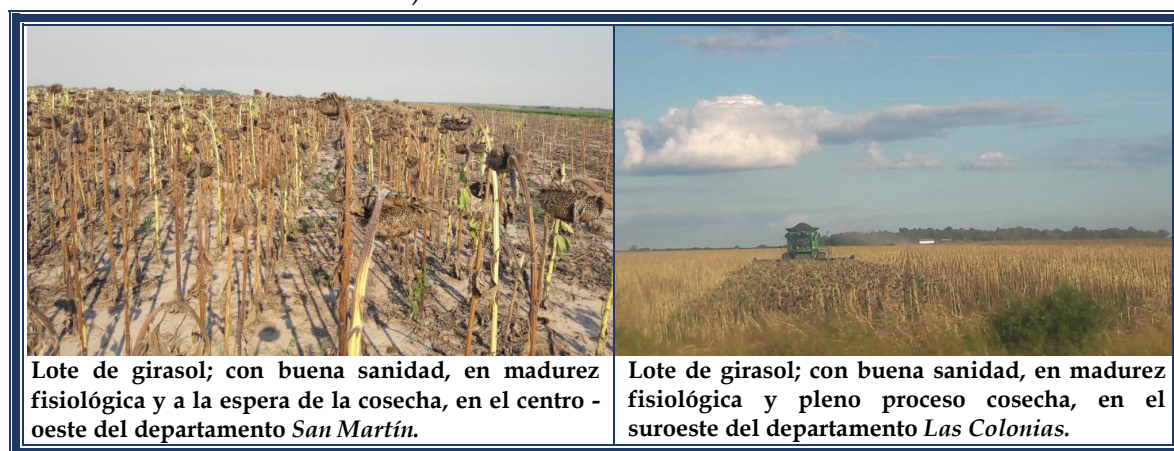 Lote de girasol; con buena sanidad, en madurez
fisiológica y a la espera de la cosecha, en el centro -
oeste del departamento San Martín.
Lote de girasol; con buena sanidad, en madurez
fisiológica y pleno proceso cosecha, en el
suroeste del departamento Las Colonias.